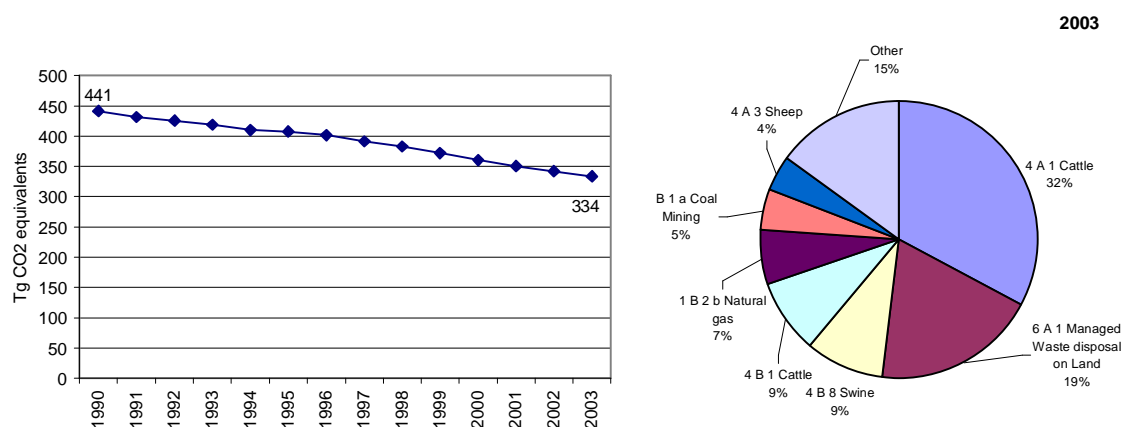 2003
Tg CO2 equivalents
500
450
400
350
300
250
200
150
100
50
0
441
334
1990
1991
1992
1993
1994
1995
1996
1997
1998
1999
2000
2001
2002
2003
Other
15%
4 A 3 Sheep
4%
B 1 a Coal
Mining
5%
1 B 2 b Natural
gas
7%
4 B 1 Cattle
9%
4 B 8 Swine
9%
4 A 1 Cattle
32%
6 A 1 Managed
Waste disposal
on Land
19%